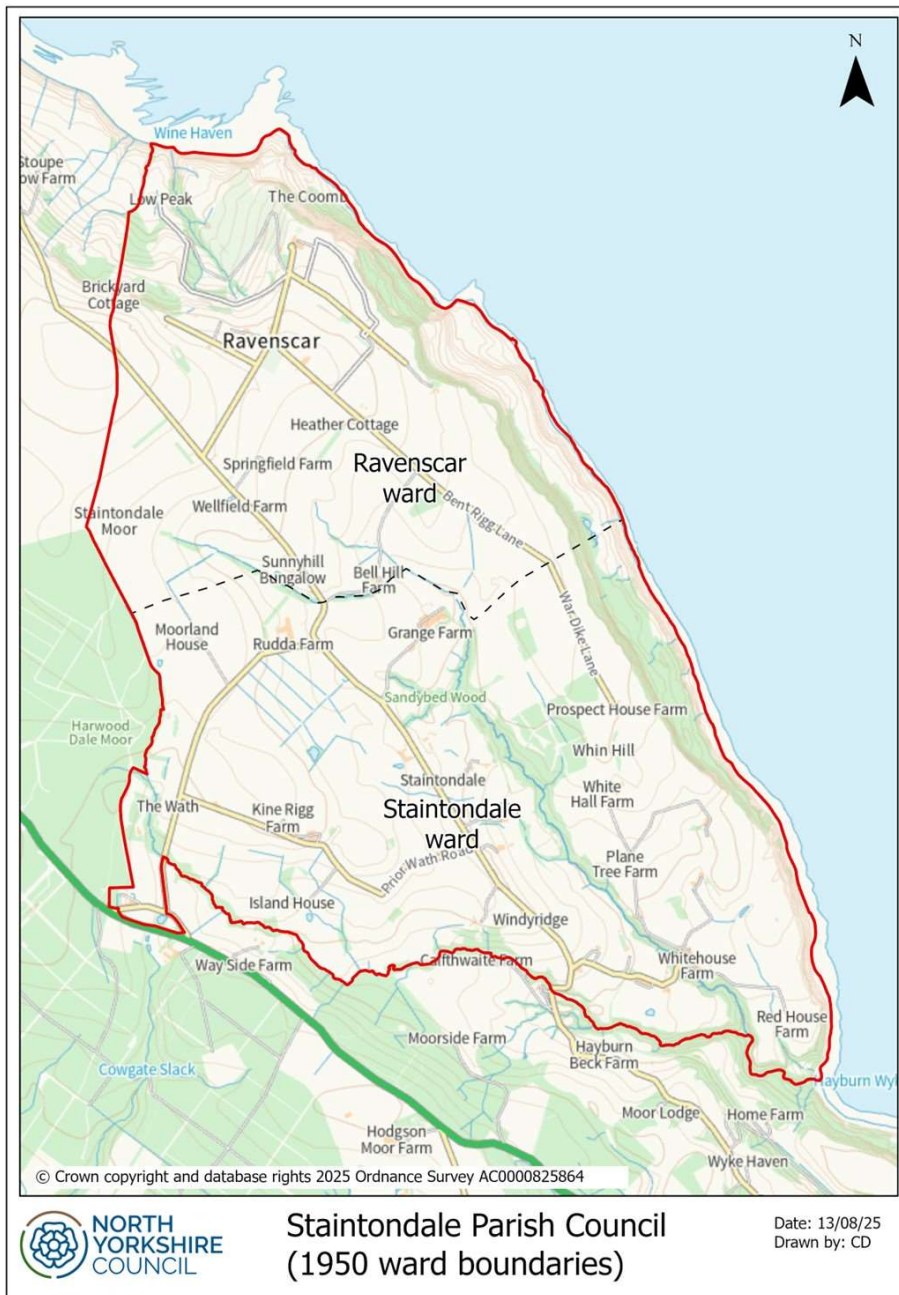 N
Wine Haven
Stoupe
ow Farm
Low Peak
The Coomb
Brickyard
Cottage
Ravenscar
Heather Cottage
Springfield Farm
Ravenscar
ward
Wellfield Farm
Bent Rigg Lane
Staintondale
Moor
Sunnyhill
Bungalow
Bell Hill
Farm
War Dike Lane
Moorland
House
Rudda Farm
Grange Farm
Sandybed Wood
Prospect House Farm
Harwood
Dale Moor
Whin Hill
Staintondale
White
Hall Farm
The Wath
Kine Rigg
Farm
Staintondale
ward
Prior Wath Road
Plane
Tree Farm
Island House
Windyridge
Way Side Farm
Calfthwaite Farm
Whitehouse
Farm
Red House
Farm
Moorside Farm
Hayburn
Beck Farm
Cowgate Slack
Hayburn Wyk
Moor Lodge
Home Farm
Hodgson
Moor Farm
Wyke Haven
© Crown copyright and database rights 2025 Ordnance Survey AC0000825864
NORTH
YORKSHIRE
COUNCIL
Staintondale Parish Council
(1950 ward boundaries)
Date: 13/08/25
Drawn by: CD